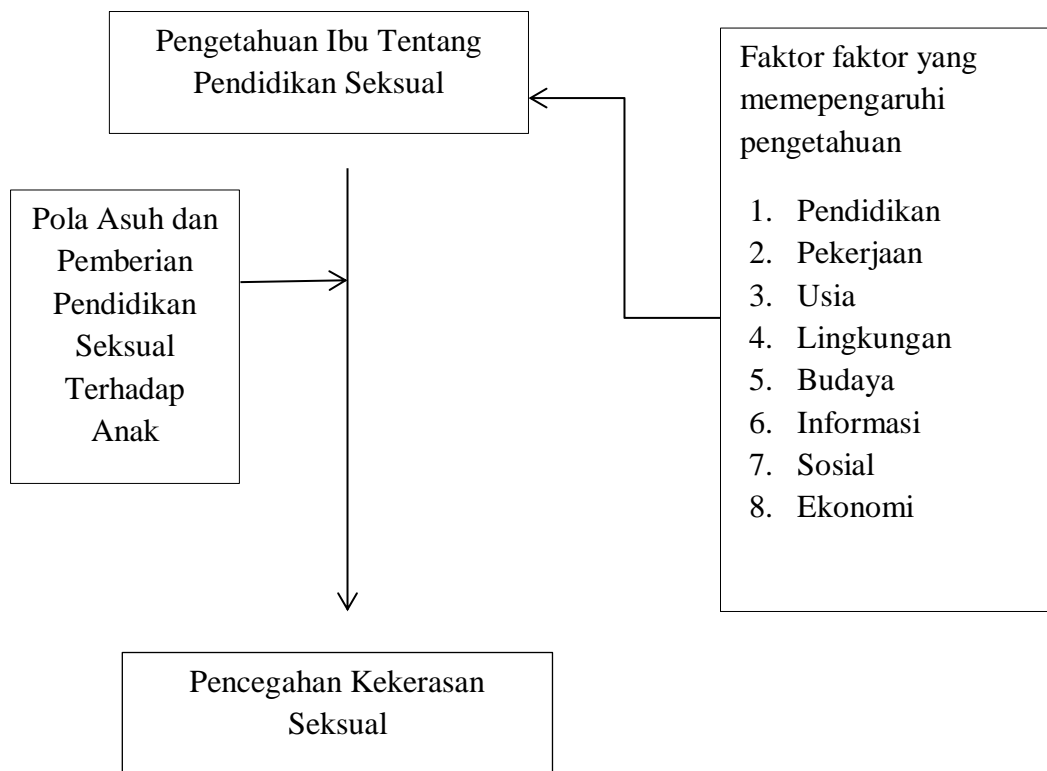 Pengetahuan Ibu Tentang
Pendidikan Seksual
Faktor faktor yang
memepengaruhi
pengetahuan
1. Pendidikan
2. Pekerjaan
3. Usia
4. Lingkungan
5. Budaya
6. Informasi
7. Sosial
8. Ekonomi
Pola Asuh dan
Pemberian
Pendidikan
Seksual
Terhadap
Anak
Pencegahan Kekerasan
Seksual